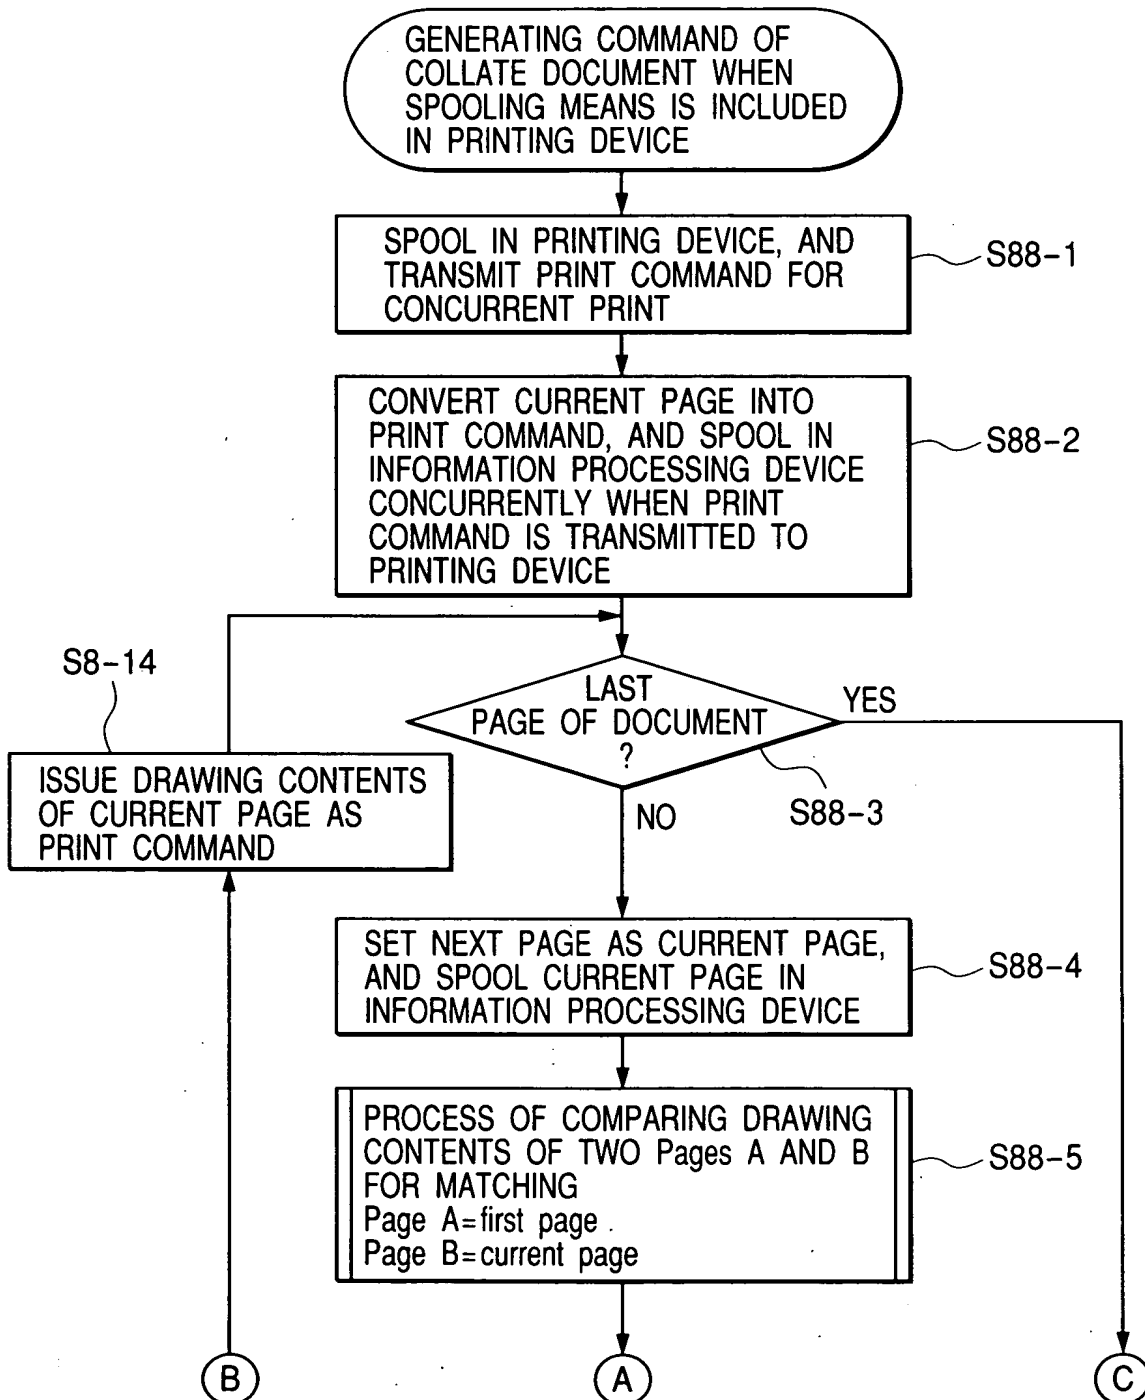 GENERATING COMMAND OF
COLLATE DOCUMENT WHEN
SPOOLING MEANS IS INCLUDED
IN PRINTING DEVICE
SPOOL IN PRINTING DEVICE, AND
TRANSMIT PRINT COMMAND FOR
CONCURRENT PRINT
S88-1
CONVERT CURRENT PAGE INTO
PRINT COMMAND, AND SPOOL IN
INFORMATION PROCESSING DEVICE
CONCURRENTLY WHEN PRINT
COMMAND IS TRANSMITTED TO
PRINTING DEVICE
S88-2
S8-14
ISSUE DRAWING CONTENTS
OF CURRENT PAGE AS
PRINT COMMAND
LAST
PAGE OF DOCUMENT
?
YES
S88-3
NO
SET NEXT PAGE AS CURRENT PAGE,
AND SPOOL CURRENT PAGE IN
INFORMATION PROCESSING DEVICE
S88-4
PROCESS OF COMPARING DRAWING
CONTENTS OF TWO Pages A AND B
FOR MATCHING
Page A=first page
Page B=current page
S88-5
B
A
C